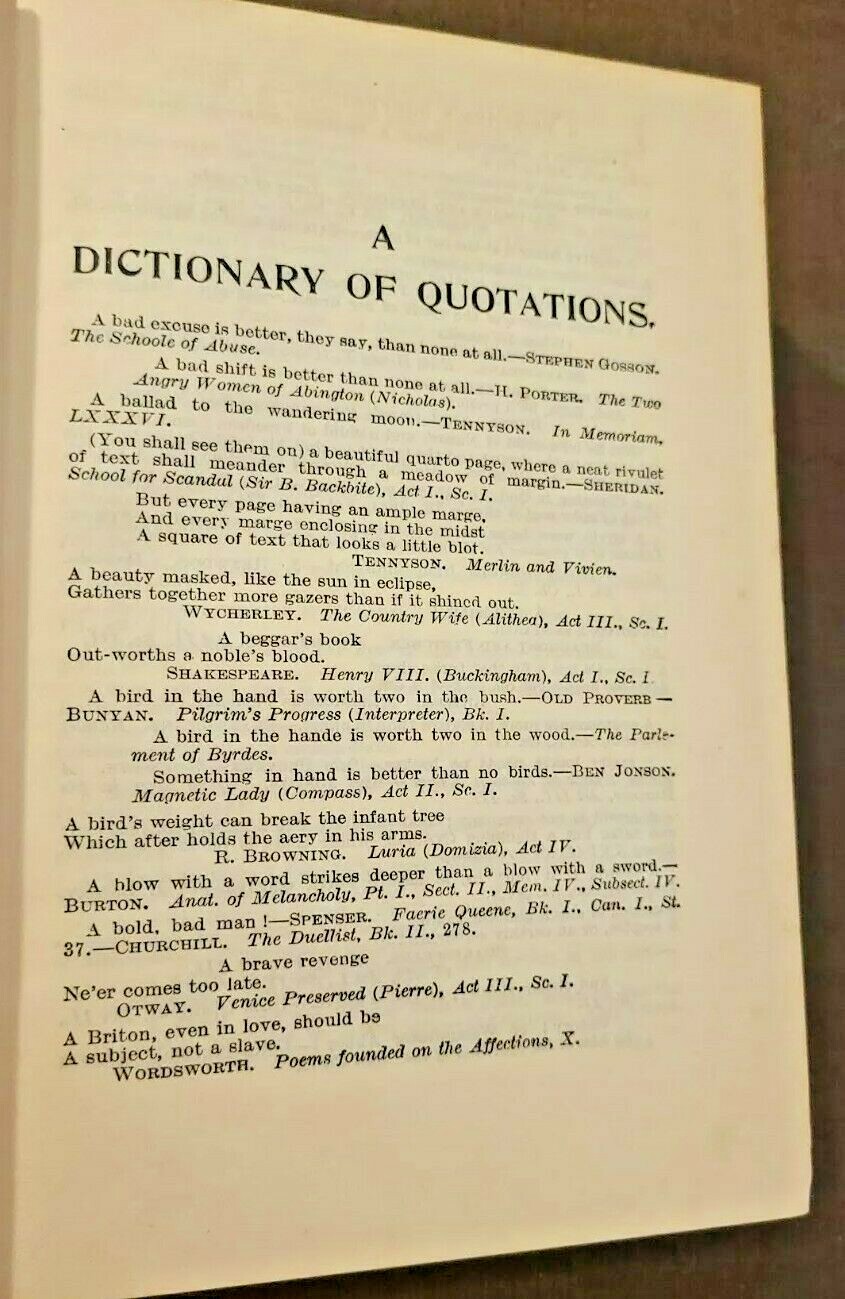 A
DICTIONARY OF QUOTATIONS.
A bad excuse is better, they say, than none at all.—STEPHEN GOSSON.
The Schoole of Abuse.
A bad shift is better than none at all.—H. PORTER. The Two
Angry Women of Abington (Nicholas).
A ballad to the wandering moon.—TENNYSON. In Memoriam,
LXXXVI.
(You shall see them on) a beautiful quarto page, where a neat rivulet
of text shall meander through a meadow of margin.—SHERIDAN.
School for Scandal (Sir B. Backbite), Act I., Sc. I.
But every page having an ample marge,
And every marge enclosing in the midst
A square of text that looks a little blot.
TENNYSON. Merlin and Vivien.
A beauty masked, like the sun in eclipse,
Gathers together more gazers than if it shined out.
WYCHERLEY. The Country Wife (Alithea), Act III., Sc. I.
A beggar's book
Out-worths a noble's blood.
SHAKESPEARE. Henry VIII. (Buckingham), Act I., Sc. I
A bird in the hand is worth two in the bush.—OLD PROVERB—
BUNYAN. Pilgrim's Progress (Interpreter), Bk. I.
A bird in the hande is worth two in the wood.—The Parle-
ment of Byrdes.
Something in hand is better than no birds.—BEN JONSON.
Magnetic Lady (Compass), Act II., Sc. I.
A bird's weight can break the infant tree
Which after holds the aery in his arms.
R. BROWNING. Luria (Domizia), Act IV.
A blow with a word strikes deeper than a blow with a sword.—
BURTON. Anat. of Melancholy, Pt. I., Sect. II., Mem. IV., Subsect. IV.
A bold, bad man!—SPENSER. Faerie Queene, Bk. I., Can. I., St.
37.—CHURCHILL. The Duellist, Bk. II., 278.
A brave revenge
Ne'er comes too late.
OTWAY. Venice Preserved (Pierre), Act III., Sc. I.
A Briton, even in love, should be
A subject, not a slave.
WORDSWORTH. Poems founded on the Affections, X.